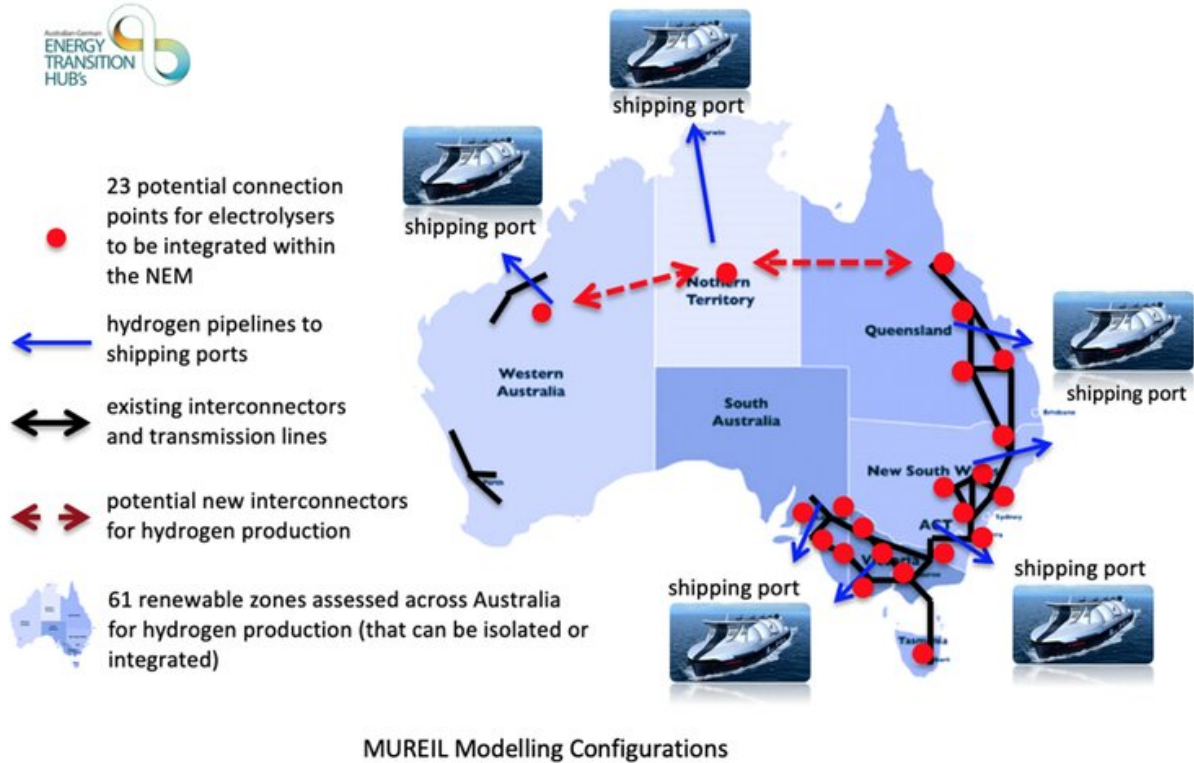 Australian-German
ENERGY
TRANSITION
HUB's
shipping port
shipping port
23 potential connection
points for electrolysers
to be integrated within
the NEM
hydrogen pipelines to
shipping ports
existing interconnectors
and transmission lines
potential new interconnectors
for hydrogen production
61 renewable zones assessed across Australia
for hydrogen production (that can be isolated or
integrated)
Nothern
Territory
Queensland
Western
Australia
South
Australia
shipping port
Brisbane
New South
Sydney
ACT
shipping port
shipping port
MUREIL Modelling Configurations